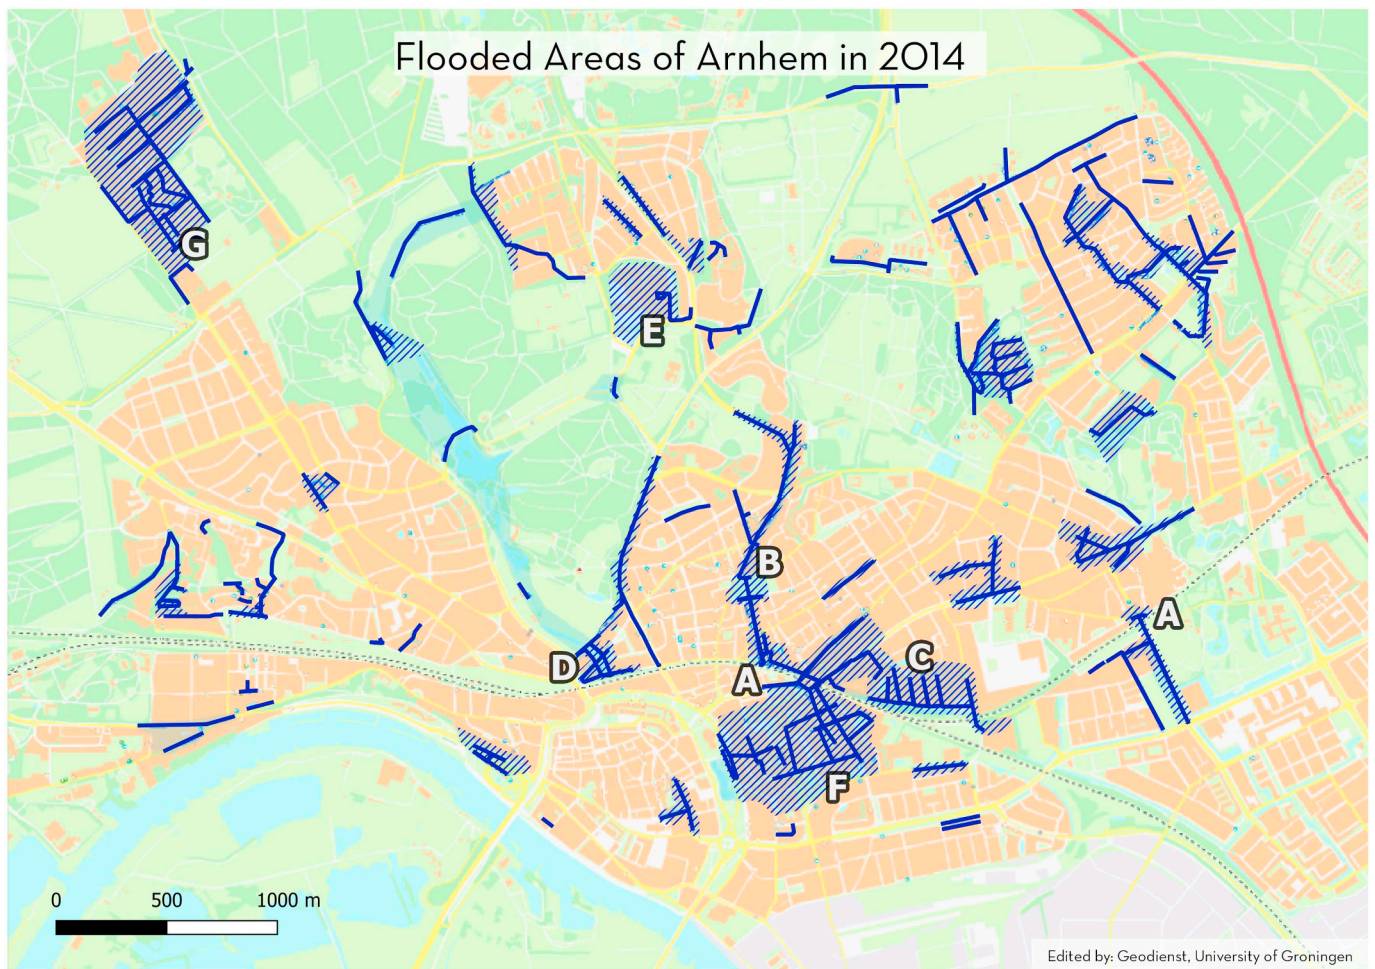 Flooded Areas of Arnhem in 2014
G
E
B
A
C
D
A
F
0 500 1000 m
Edited by: Geodienst, University of Groningen